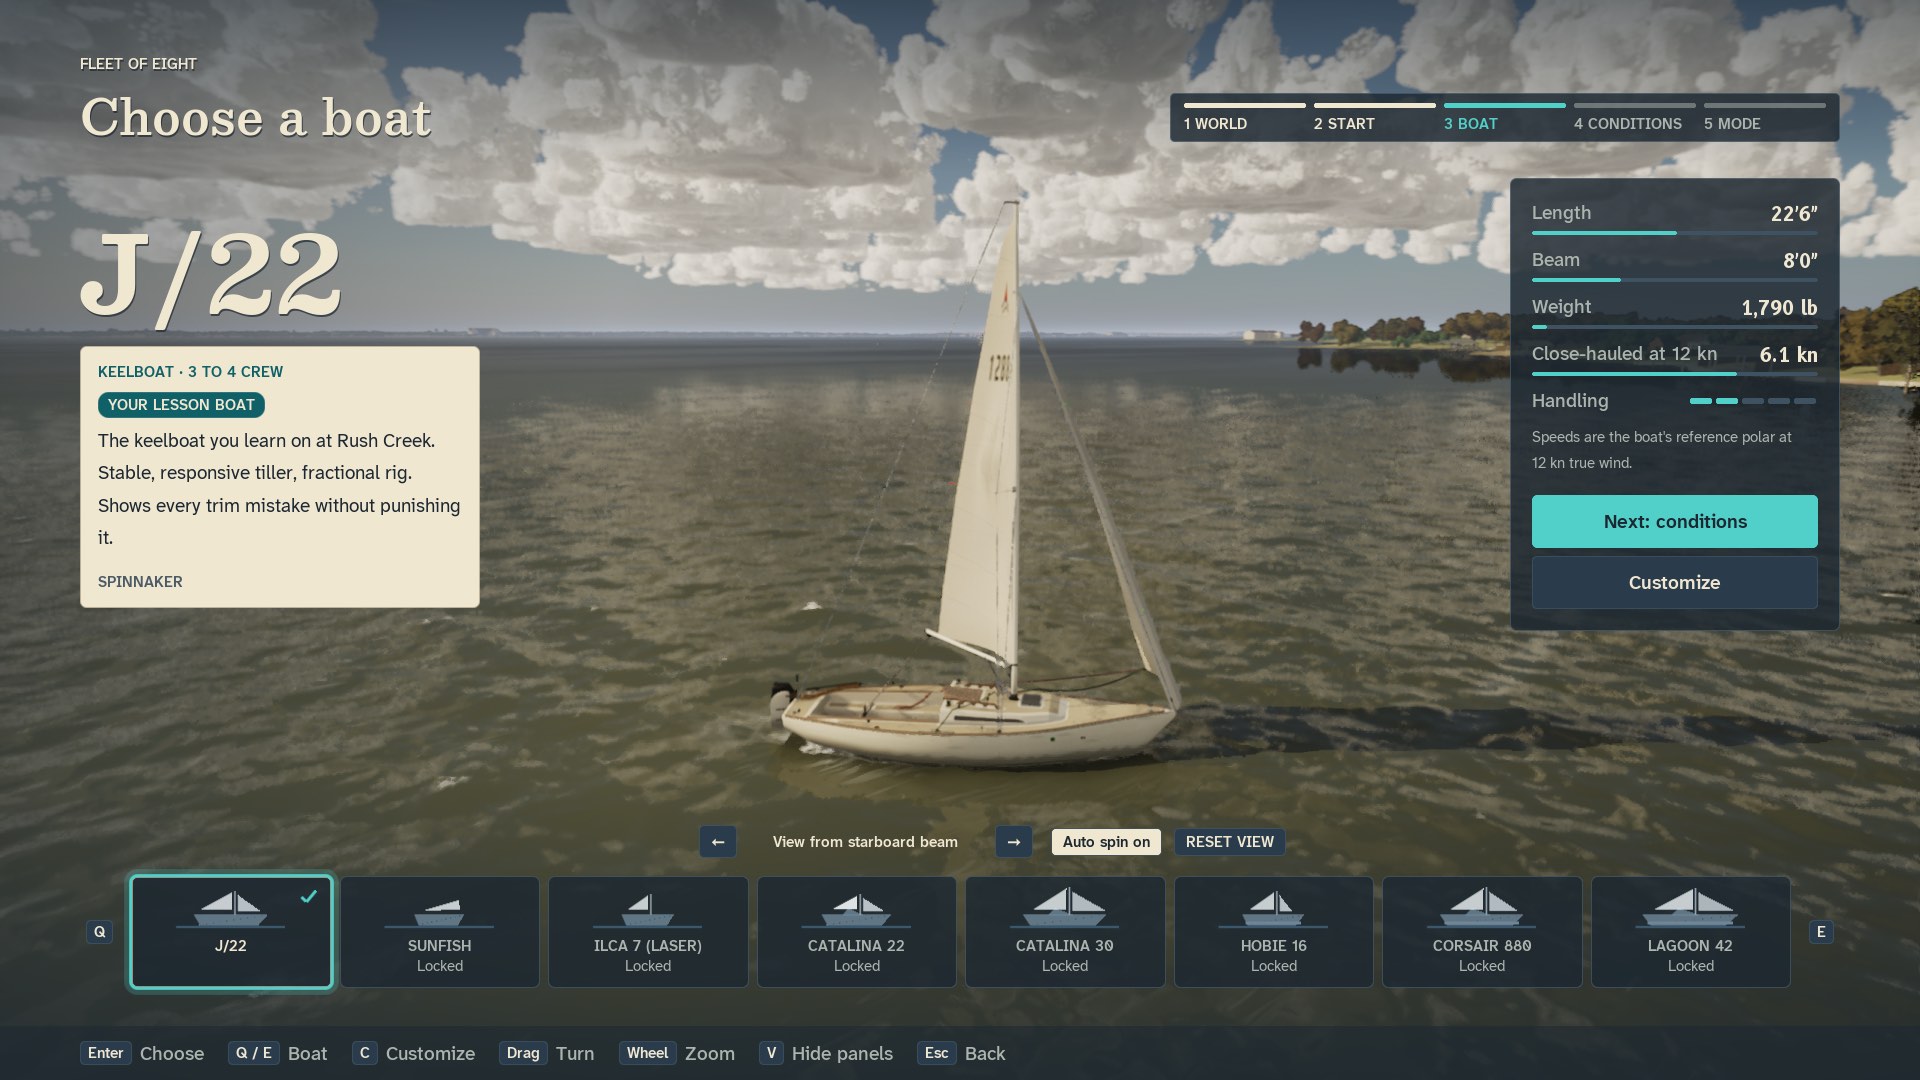 FLEET OF EIGHT
Choose a boat
1 WORLD
2 START
3 BOAT
4 CONDITIONS
5 MODE
J/22
KEELBOAT · 3 TO 4 CREW
YOUR LESSON BOAT
The keelboat you learn on at Rush Creek.
Stable, responsive tiller, fractional rig.
Shows every trim mistake without punishing
it.
SPINNAKER
Length 22′6″
Beam 8′0″
Weight 1,790 lb
Close-hauled at 12 kn 6.1 kn
Handling
Speeds are the boat's reference polar at
12 kn true wind.
Next: conditions
Customize
← View from starboard beam → Auto spin on RESET VIEW
Q
J/22
SUNFISH
Locked
ILCA 7 (LASER)
Locked
CATALINA 22
Locked
CATALINA 30
Locked
HOBIE 16
Locked
CORSAIR 880
Locked
LAGOON 42
Locked
E
Enter Choose Q / E Boat C Customize Drag Turn Wheel Zoom V Hide panels Esc Back